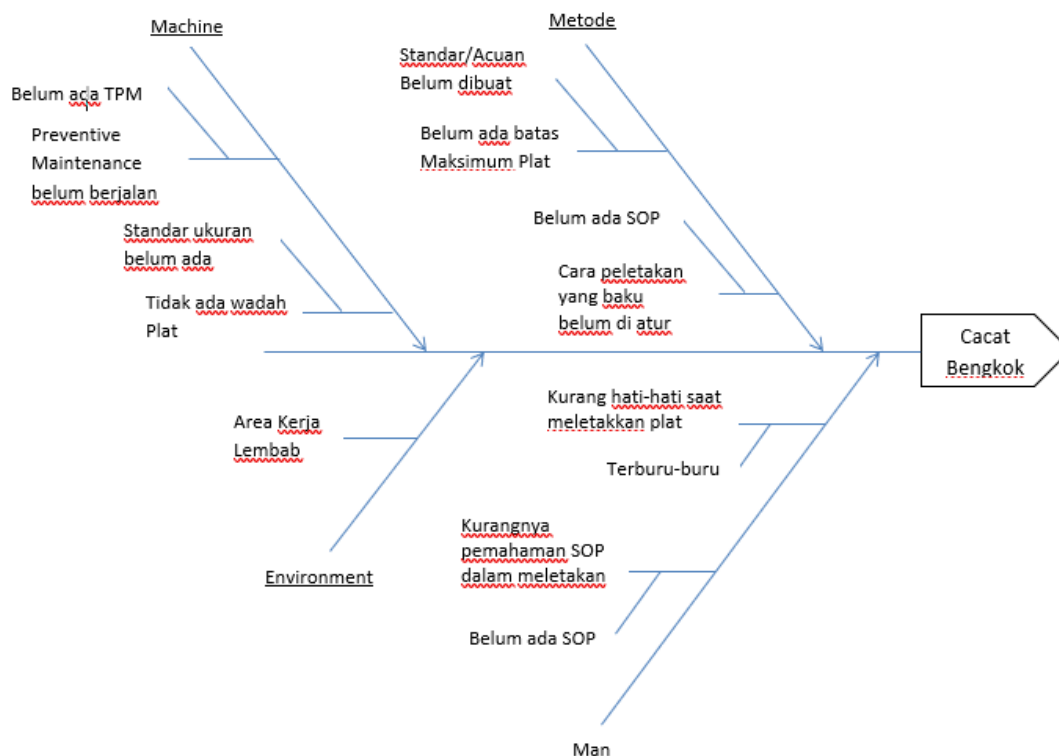 Machine
Belum ada TPM
Preventive
Maintenance
belum berjalan
Standar ukuran
belum ada
Tidak ada wadah
Plat
Metode
Standar/Acuan
Belum dibuat
Belum ada batas
Maksimum Plat
Belum ada SOP
Cara peletakan
yang baku
belum di atur
Cacat
Bengkok
Area Kerja
Lembab
Environment
Kurang hati-hati saat
meletakkan plat
Terburu-buru
Kurangnya
pemahaman SOP
dalam meletakan
Belum ada SOP
Man